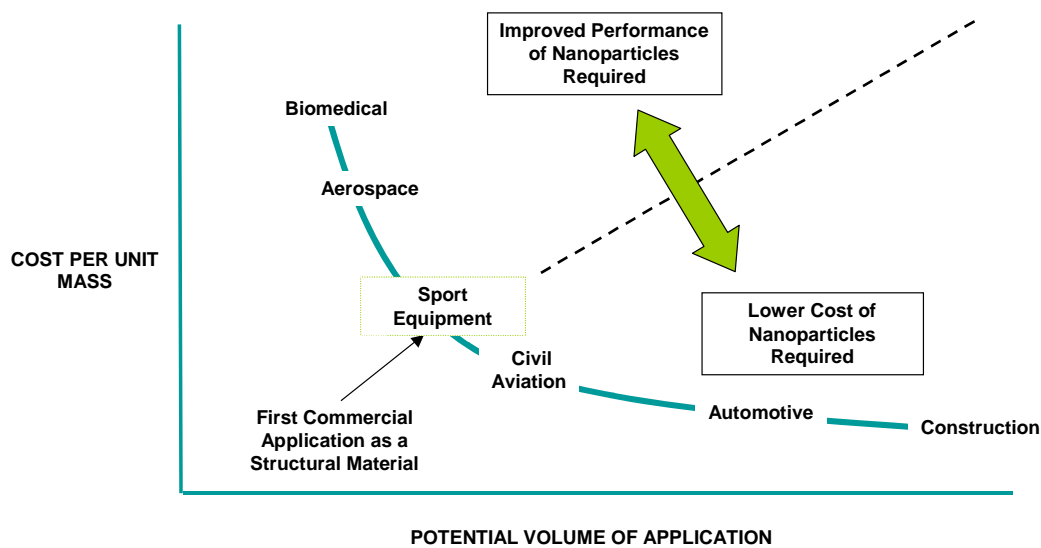 Improved Performance
of Nanoparticles
Required
Biomedical
Aerospace
COST PER UNIT
MASS
Sport
Equipment
Lower Cost of
Nanoparticles
Required
Civil
Aviation
First Commercial
Application as a
Structural Material
Automotive
Construction
POTENTIAL VOLUME OF APPLICATION